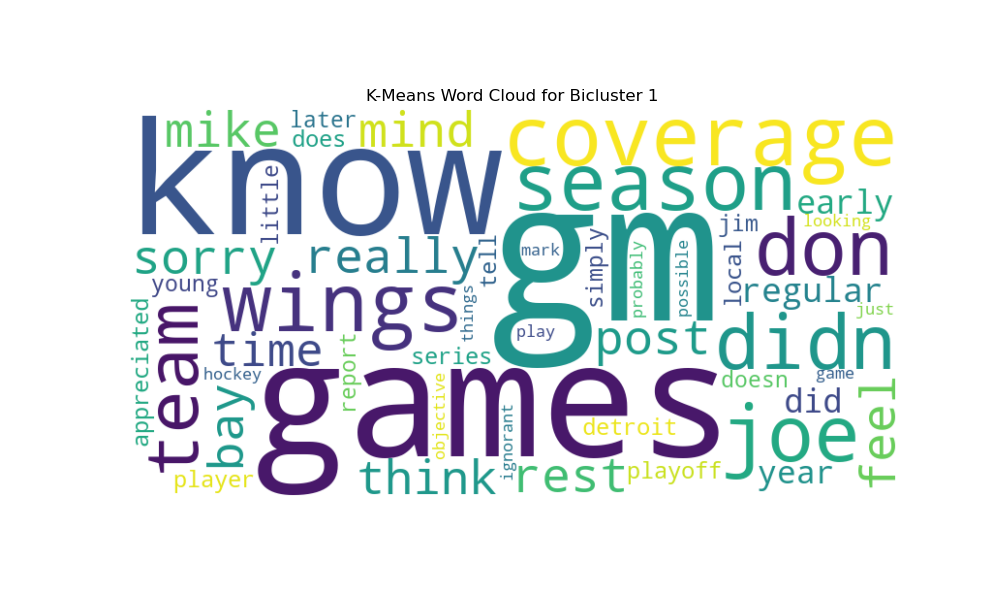 K-Means Word Cloud for Bicluster 1
mike
later
does
mind
coverage
know
little
season
early
sorry
really
tell
gm
mark
simply
probably
possible
local
jim
looking
don
young
wings
things
regular
just
appreciated
team
time
report
series
play
post
didn
hockey
bay
games
objective
ignorant
detroit
doesn
game
did
feel
joe
player
think
rest
playoff
year